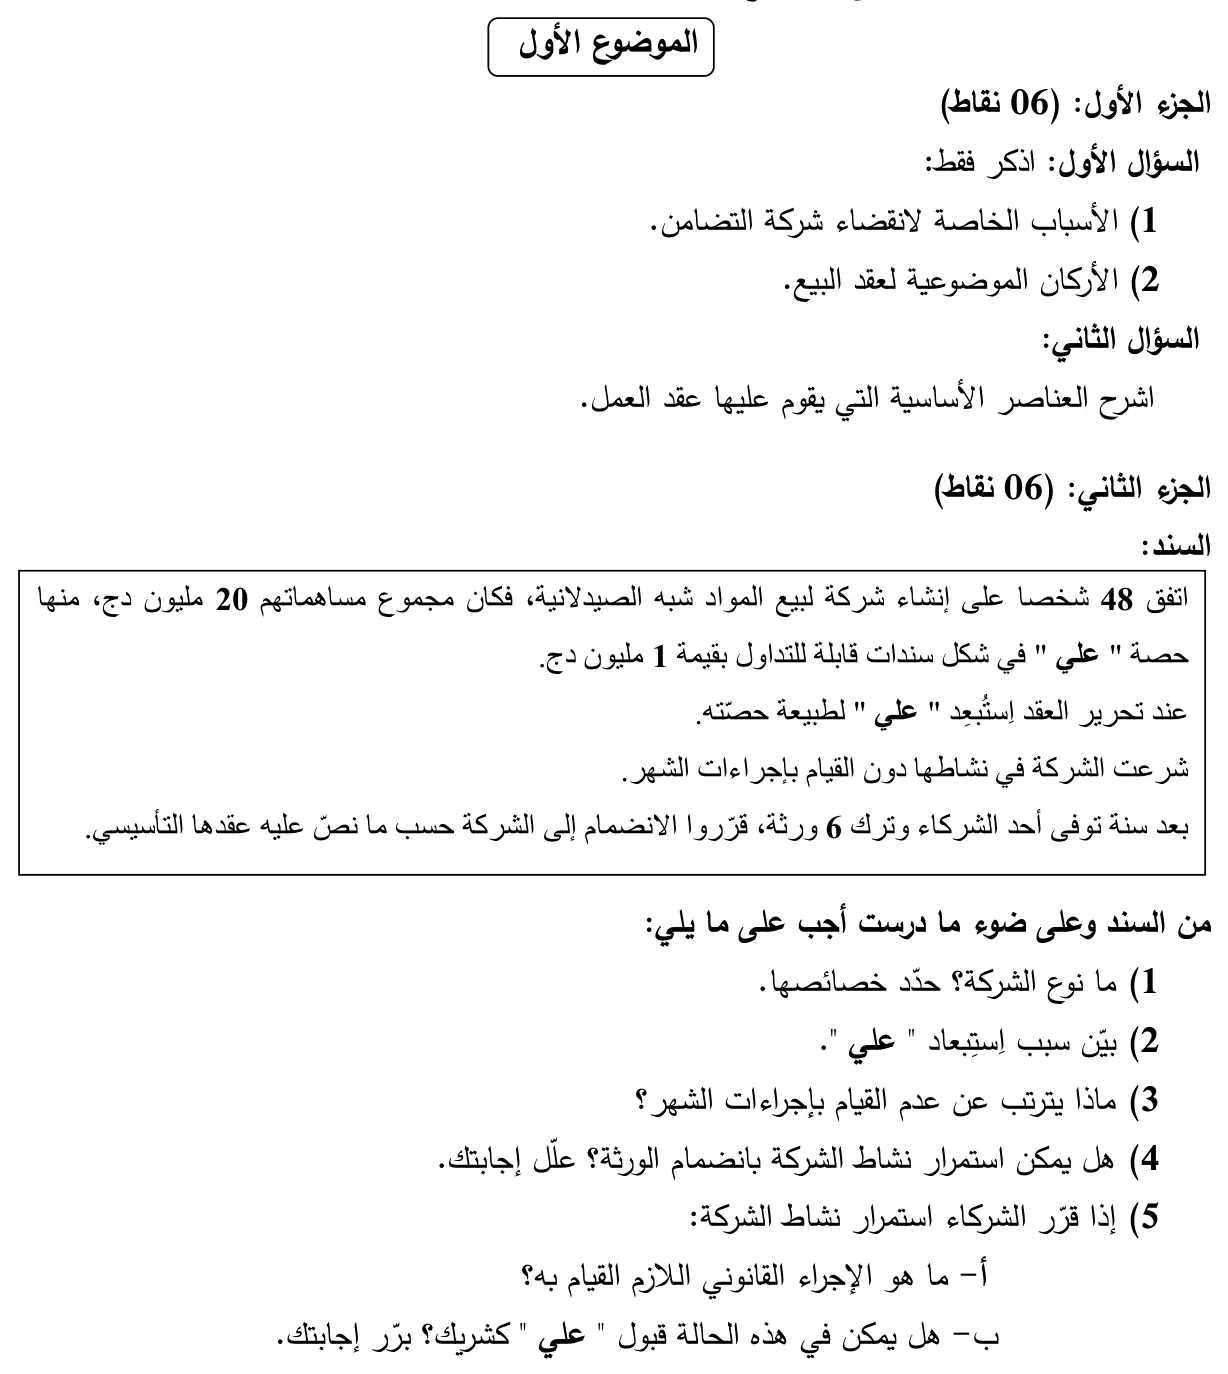 الموضوع الأول
الجزء الأول: (06 نقاط)
السؤال الأول: اذكر فقط:
1) الأسباب الخاصة لانقضاء شركة التضامن.
2) الأركان الموضوعية لعقد البيع.
السؤال الثاني:
اشرح العناصر الأساسية التي يقوم عليها عقد العمل.
الجزء الثاني: (06 نقاط)
السند:
اتفق 48 شخصا على إنشاء شركة لبيع المواد شبه الصيدلانية، فكان مجموع مساهماتهم 20 مليون دج، منها
حصة " علي " في شكل سندات قابلة للتداول بقيمة 1 مليون دج.
عند تحرير العقد اِستُبعِد " علي " لطبيعة حصّته.
شرعت الشركة في نشاطها دون القيام بإجراءات الشهر.
بعد سنة توفى أحد الشركاء وترك 6 ورثة، قرّروا الانضمام إلى الشركة حسب ما نصّ عليه عقدها التأسيسي.
من السند وعلى ضوء ما درست أجب على ما يلي:
1) ما نوع الشركة؟ حدّد خصائصها.
2) بيّن سبب اِستِبعاد " علي ".
3) ماذا يترتب عن عدم القيام بإجراءات الشهر؟
4) هل يمكن استمرار نشاط الشركة بانضمام الورثة؟ علّل إجابتك.
5) إذا قرّر الشركاء استمرار نشاط الشركة:
أ- ما هو الإجراء القانوني اللازم القيام به؟
ب- هل يمكن في هذه الحالة قبول " علي " كشريك؟ برّر إجابتك.